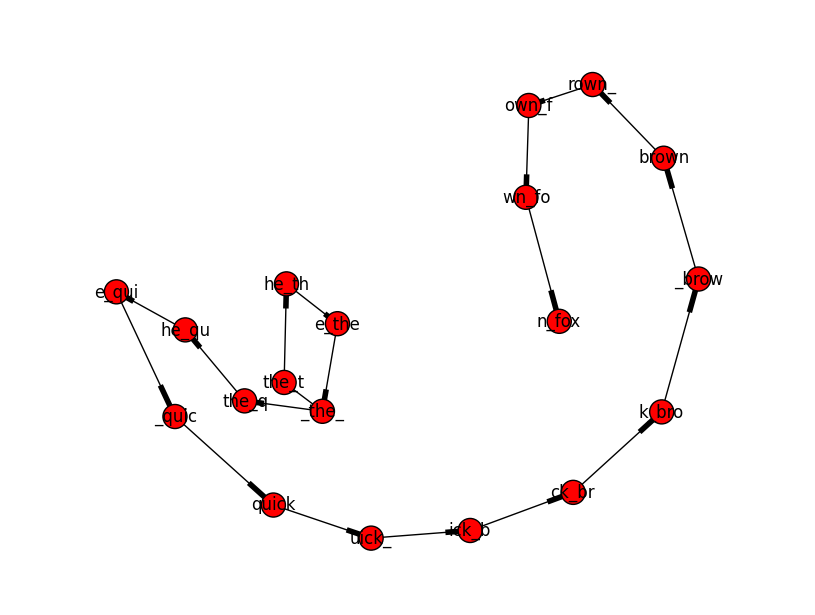 rown_
own_f
brown
wn_fo
_brow
he_th
e_qui
n_fox
e_the
he_qu
the_t
the_q
_the_
k_bro
_quic
ck_br
quick
ick_b
uick_